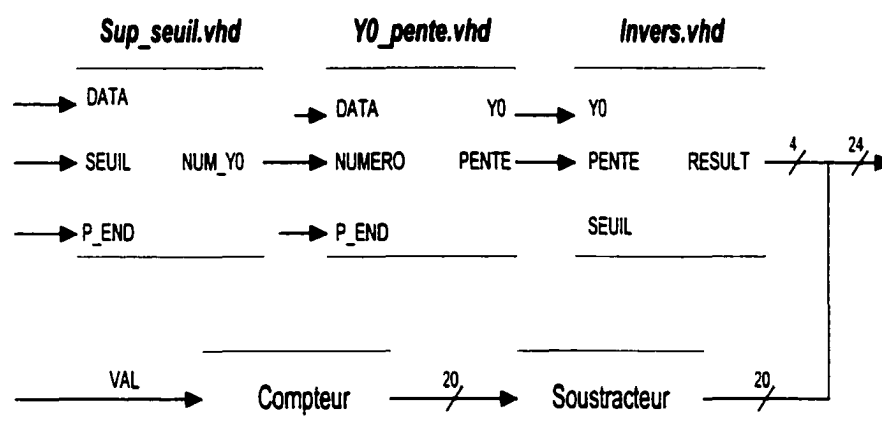 Sup_seuil.vhd Y0_pente.vhd Invers.vhd
DATA DATA Y0 Y0
SEUIL NUM_Y0 NUMERO PENTE PENTE RESULT 4 24
P_END P_END SEUIL
VAL Compteur 20 Soustracteur 20